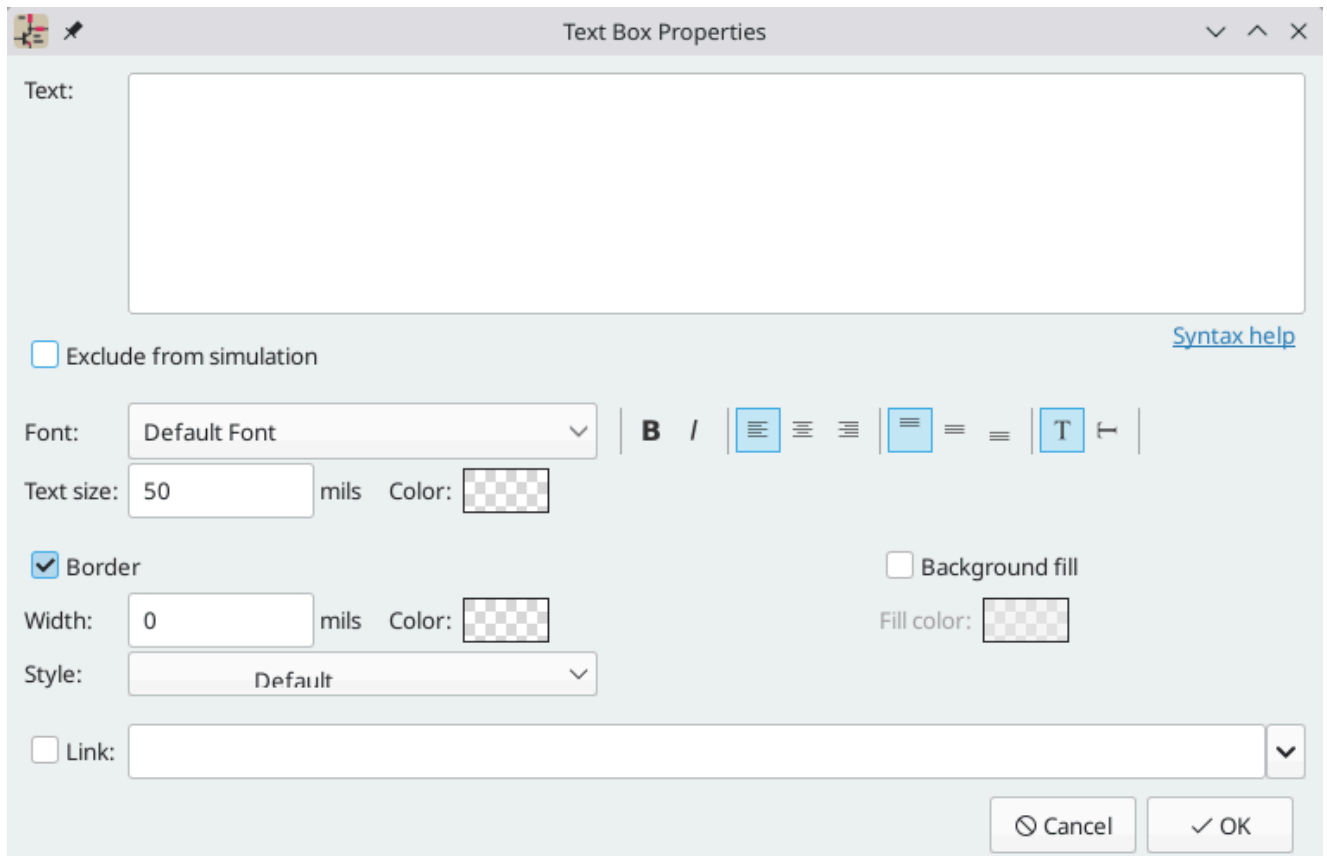 Text Box Properties
Text:
Syntax help
Exclude from simulation
Font: Default Font B I T T
Text size: 50 mils Color:
Border Background fill
Width: 0 mils Color: Fill color:
Style: Default
Link:
Cancel OK